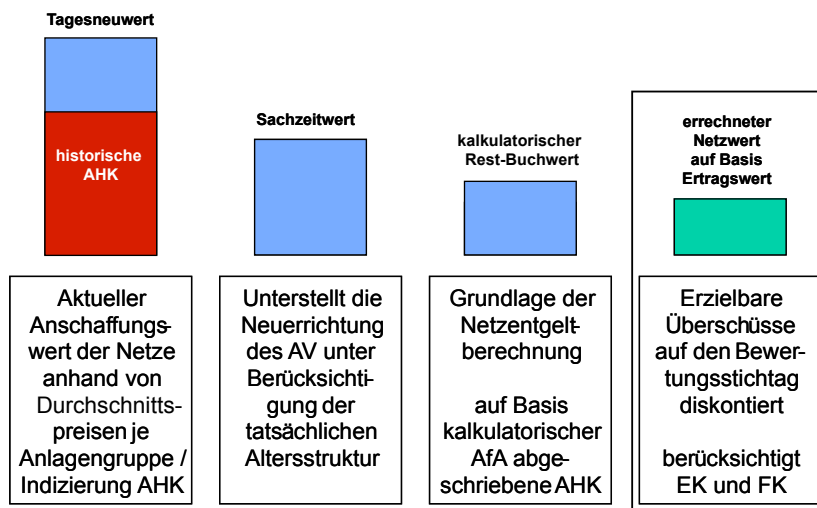 Tagesneuwert
historische
AHK
Aktueller
Anschaffungs-
wert der Netze
anhand von
Durchschnitts-
preisen je
Anlagengruppe /
Indizierung AHK
Sachzeitwert
Unterstellt die
Neuerrichtung
des AV unter
Berücksichti-
gung der
tatsächlichen
Altersstruktur
kalkulatorischer
Rest-Buchwert
Grundlage der
Netzentgelt-
berechnung
auf Basis
kalkulatorischer
AfA abge-
schriebene AHK
errechneter
Netzwert
auf Basis
Ertragswert
Erzielbare
Überschüsse
auf den Bewer-
tungsstichtag
diskontiert
berücksichtigt
EK und FK